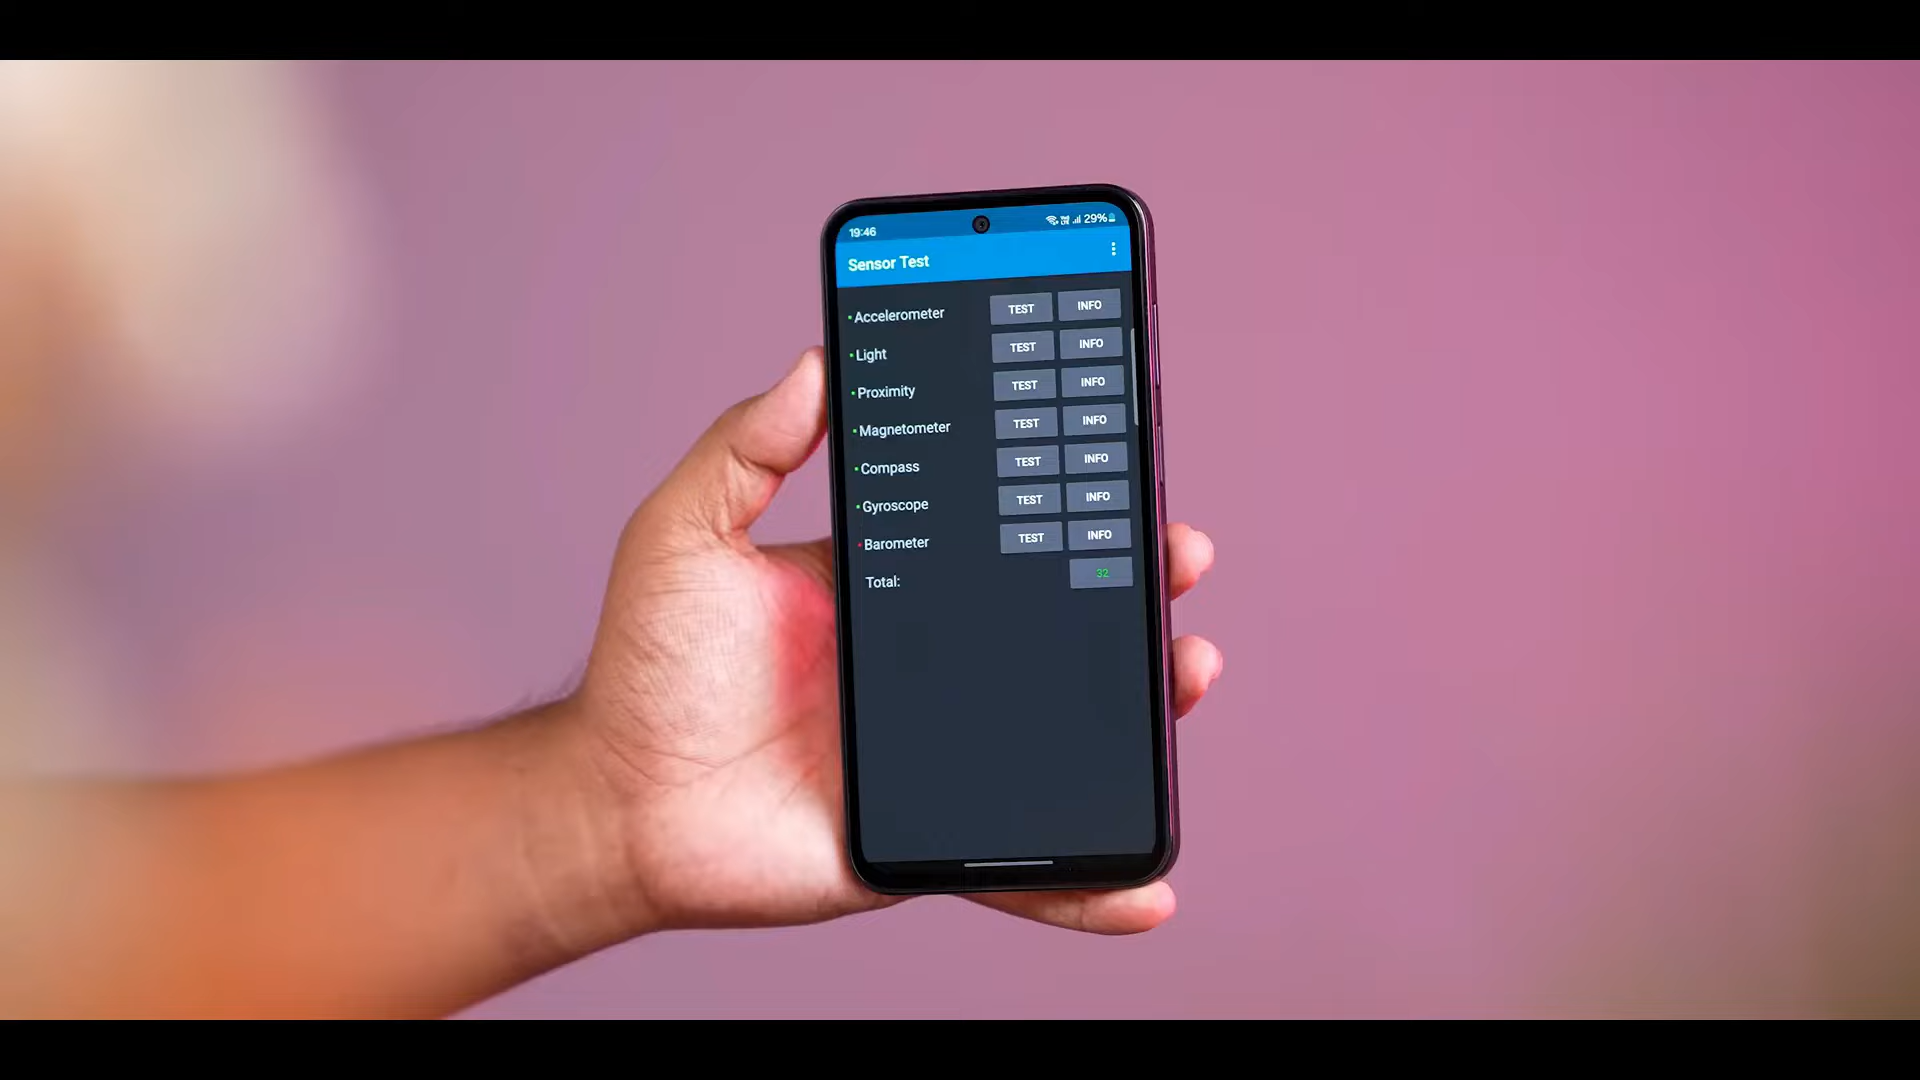 19:46 29%
Sensor Test
Accelerometer TEST INFO
Light TEST INFO
Proximity TEST INFO
Magnetometer TEST INFO
Compass TEST INFO
Gyroscope TEST INFO
Barometer TEST INFO
Total: 32